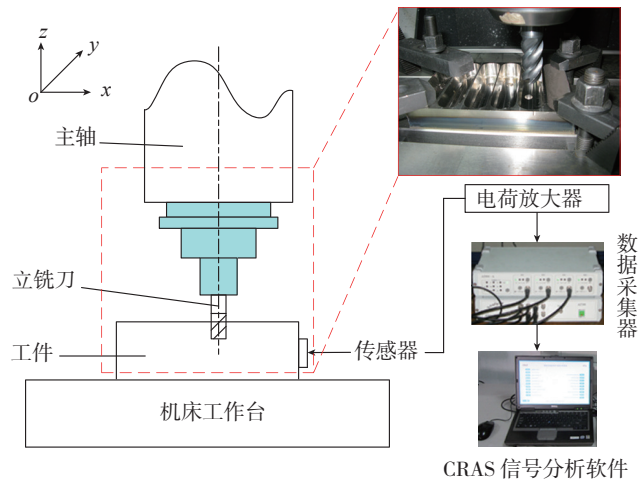 z
y
o
x
主轴
立铣刀
工件
传感器
机床工作台
电荷放大器
数据采集器
CRAS 信号分析软件